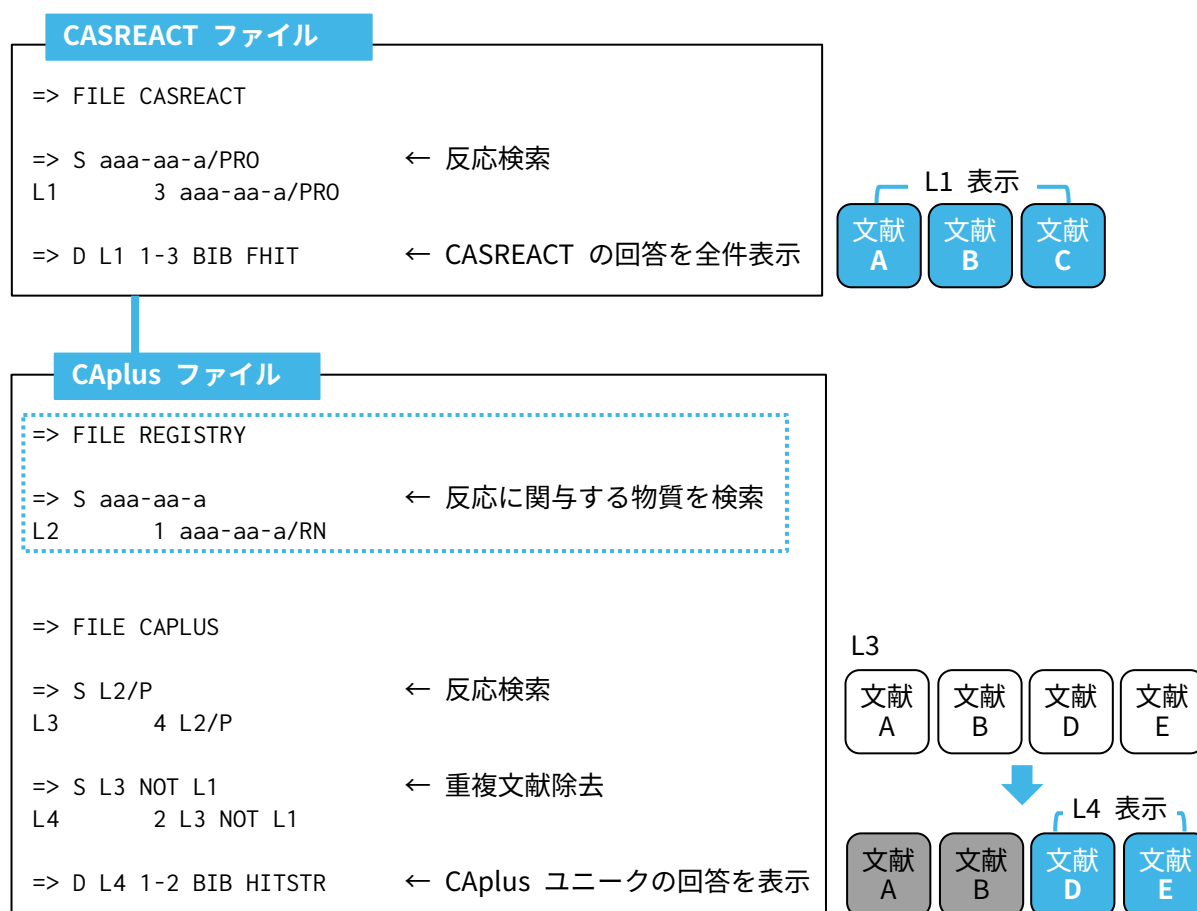 CASREACT ファイル
=> FILE CASREACT
=> S aaa-aa-a/PRO ← 反応検索
L1 3 aaa-aa-a/PRO
=> D L1 1-3 BIB FHIT ← CASREACT の回答を全件表示
L1 表示
文献 A
文献 B
文献 C
CAplus ファイル
=> FILE REGISTRY
=> S aaa-aa-a ← 反応に関与する物質を検索
L2 1 aaa-aa-a/RN
=> FILE CAPLUS
=> S L2/P ← 反応検索
L3 4 L2/P
=> S L3 NOT L1 ← 重複文献除去
L4 2 L3 NOT L1
=> D L4 1-2 BIB HITSTR ← CAplus ユニークの回答を表示
L3
文献 A
文献 B
文献 D
文献 E
L4 表示
文献 A
文献 B
文献 D
文献 E